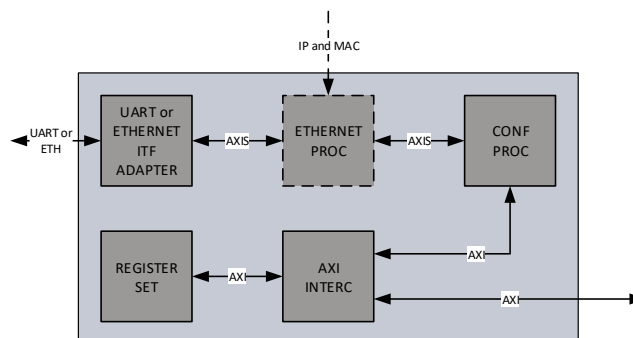 IP and MAC
UART or
ETH
UART or
ETHERNET
ITF
ADAPTER
AXIS
ETHERNET
PROC
AXIS
CONF
PROC
REGISTER
SET
AXI
AXI
INTERC
AXI
AXI